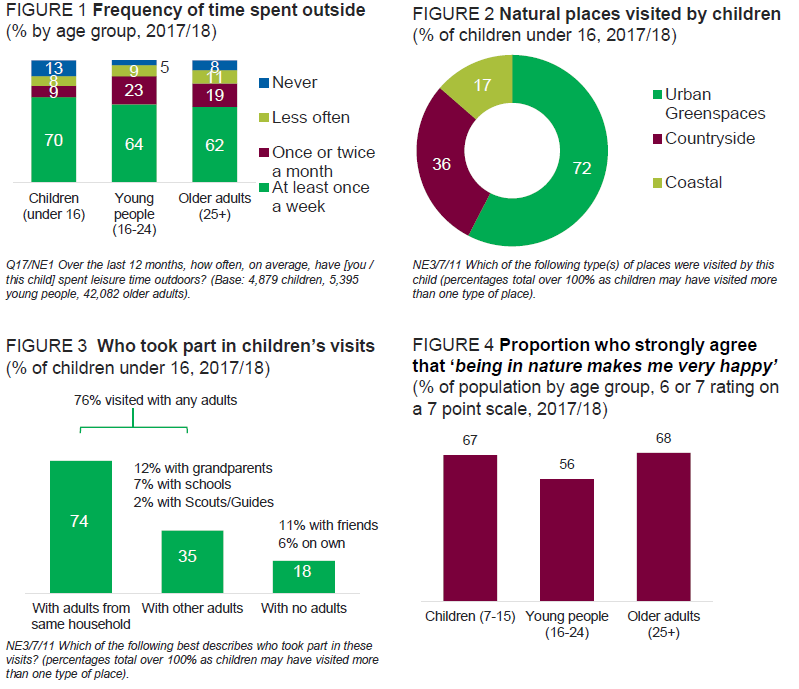 FIGURE 1 Frequency of time spent outside
(% by age group, 2017/18)
13
8
9
70
9
5
23
64
8
11
19
62
Never
Less often
Once or twice
a month
At least once
a week
Children
(under 16)
Young
people
(16-24)
Older adults
(25+)
Q17/NE1 Over the last 12 months, how often, on average, have [you /
this child] spent leisure time outdoors? (Base: 4,879 children, 5,395
young people, 42,082 older adults).
FIGURE 2 Natural places visited by children
(% of children under 16, 2017/18)
17
36
72
Urban
Greenspaces
Countryside
Coastal
NE3/7/11 Which of the following type(s) of places were visited by this
child (percentages total over 100% as children may have visited more
than one type of place).
FIGURE 3 Who took part in children's visits
(% of children under 16, 2017/18)
76% visited with any adults
12% with grandparents
7% with schools
2% with Scouts/Guides
11% with friends
6% on own
74
35
18
With adults from
same household
With other adults
With no adults
NE3/7/11 Which of the following best describes who took part in these
visits? (percentages total over 100% as children may have visited more
than one type of place).
FIGURE 4 Proportion who strongly agree
that 'being in nature makes me very happy'
(% of population by age group, 6 or 7 rating on
a 7 point scale, 2017/18)
67
56
68
Children (7-15)
Young people
(16-24)
Older adults
(25+)